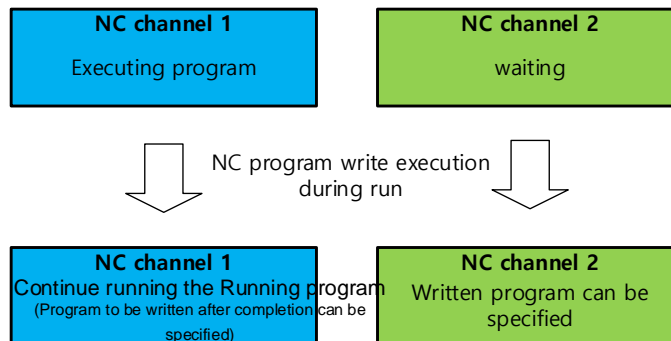 NC channel 1
Executing program
NC channel 2
waiting
NC program write execution
during run
NC channel 1
Continue running the Running program
(Program to be written after completion can be
specified)
NC channel 2
Written program can be
specified